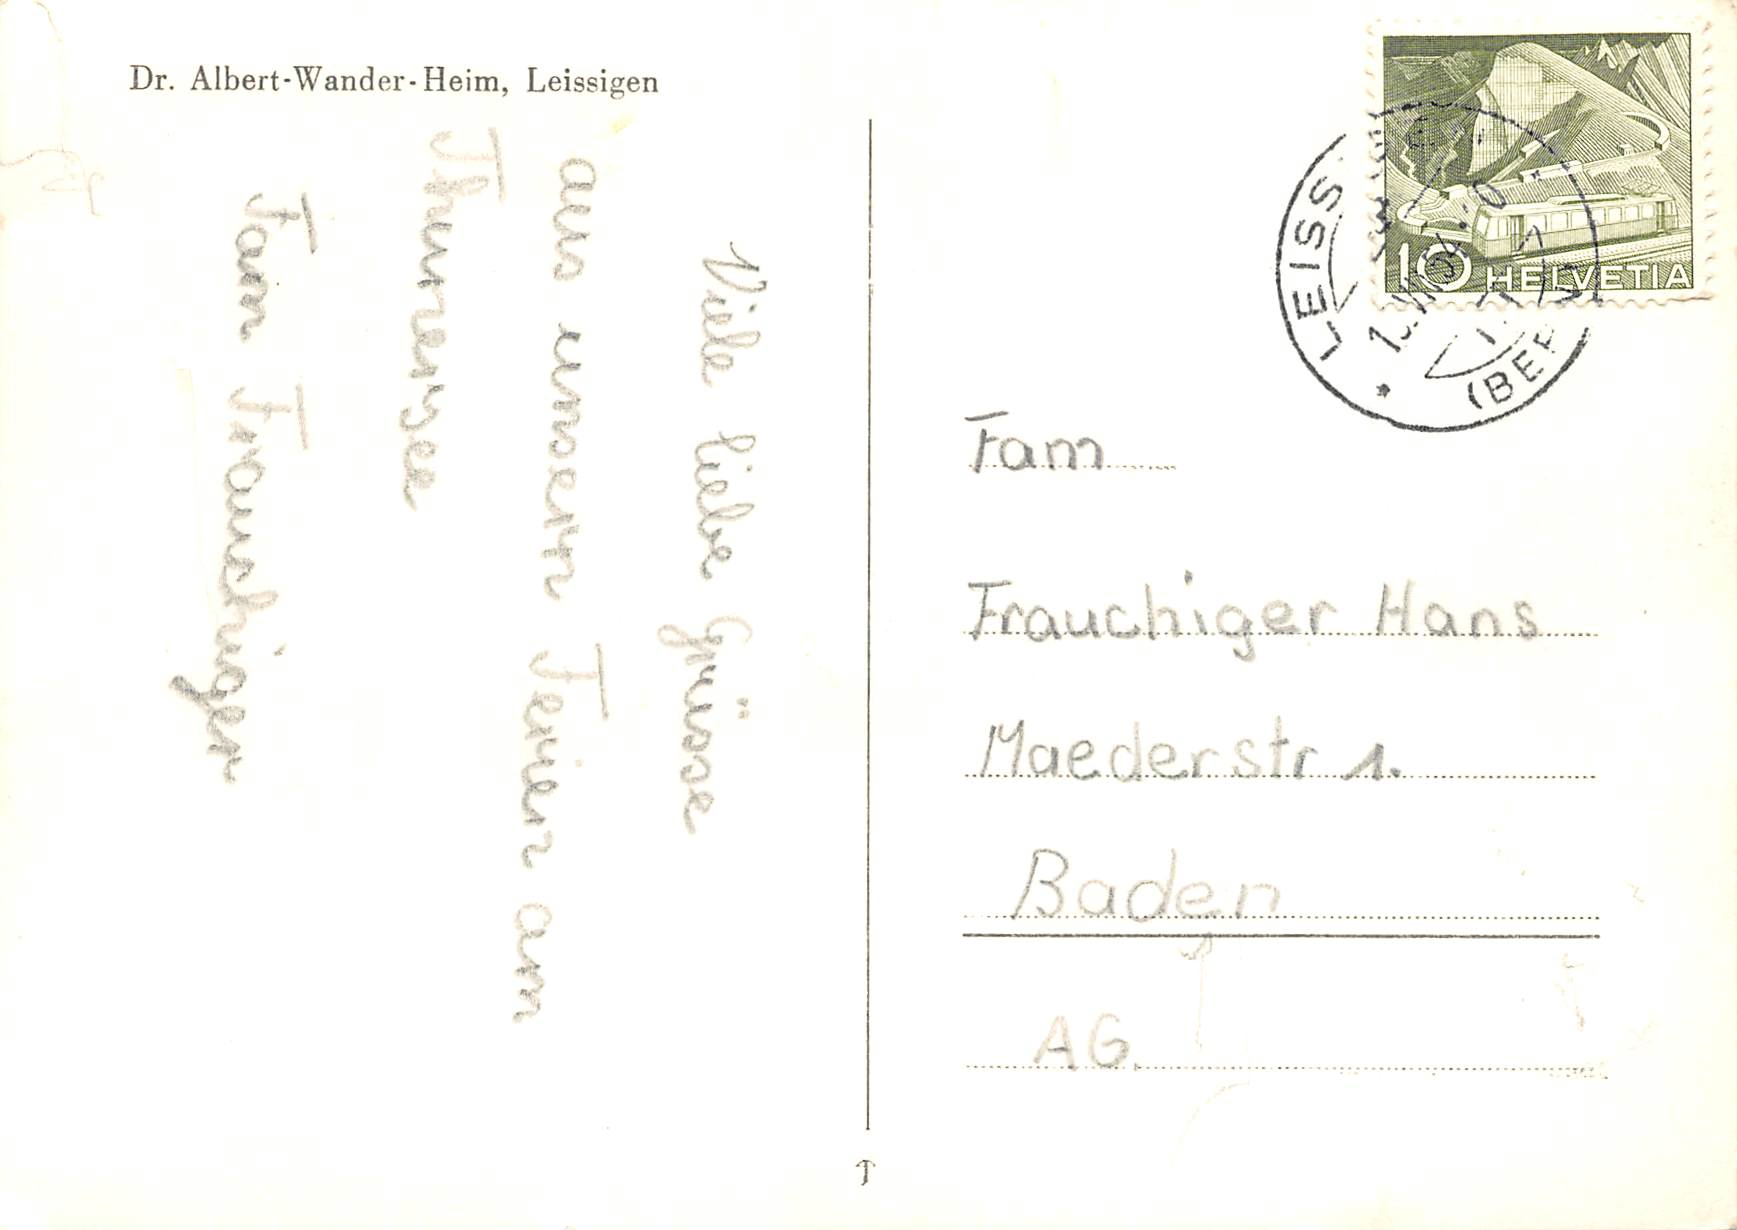 Dr. Albert-Wander-Heim, Leissigen
Viele liebe Grüsse
aus unsern Ferien am
Thunersee
Fam Frauchiger
10 HELVETIA
LEISS
(BERN)
Fam
Frauchiger Hans
Maederstr 1.
Baden
AG.